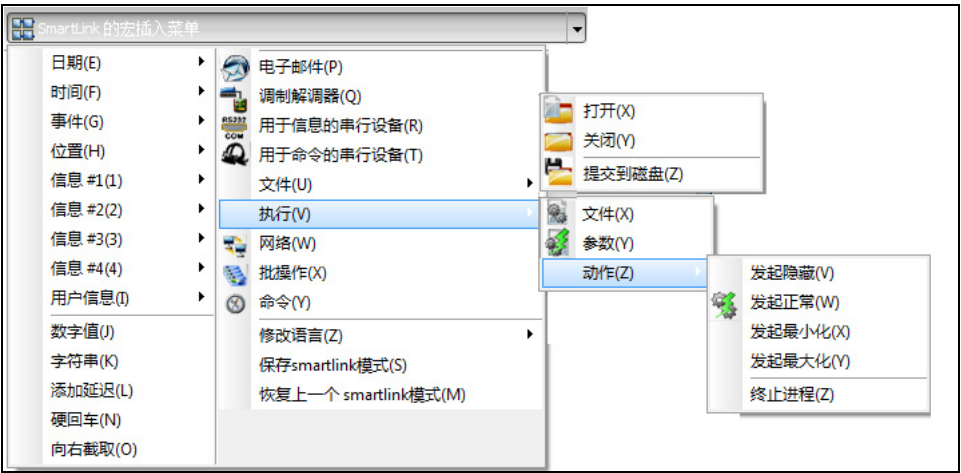 SmartLink 的宏插入菜单
日期(E)
时间(F)
事件(G)
位置(H)
信息 #1(1)
信息 #2(2)
信息 #3(3)
信息 #4(4)
用户信息(I)
数字值(J)
字符串(K)
添加延迟(L)
硬回车(N)
向右截取(O)
电子邮件(P)
调制解调器(Q)
RS232
COM
用于信息的串行设备(R)
用于命令的串行设备(T)
文件(U)
执行(V)
网络(W)
批操作(X)
命令(Y)
修改语言(Z)
保存smartlink模式(S)
恢复上一个 smartlink模式(M)
打开(X)
关闭(Y)
提交到磁盘(Z)
文件(X)
参数(Y)
动作(Z)
发起隐藏(V)
发起正常(W)
发起最小化(X)
发起最大化(Y)
终止进程(Z)